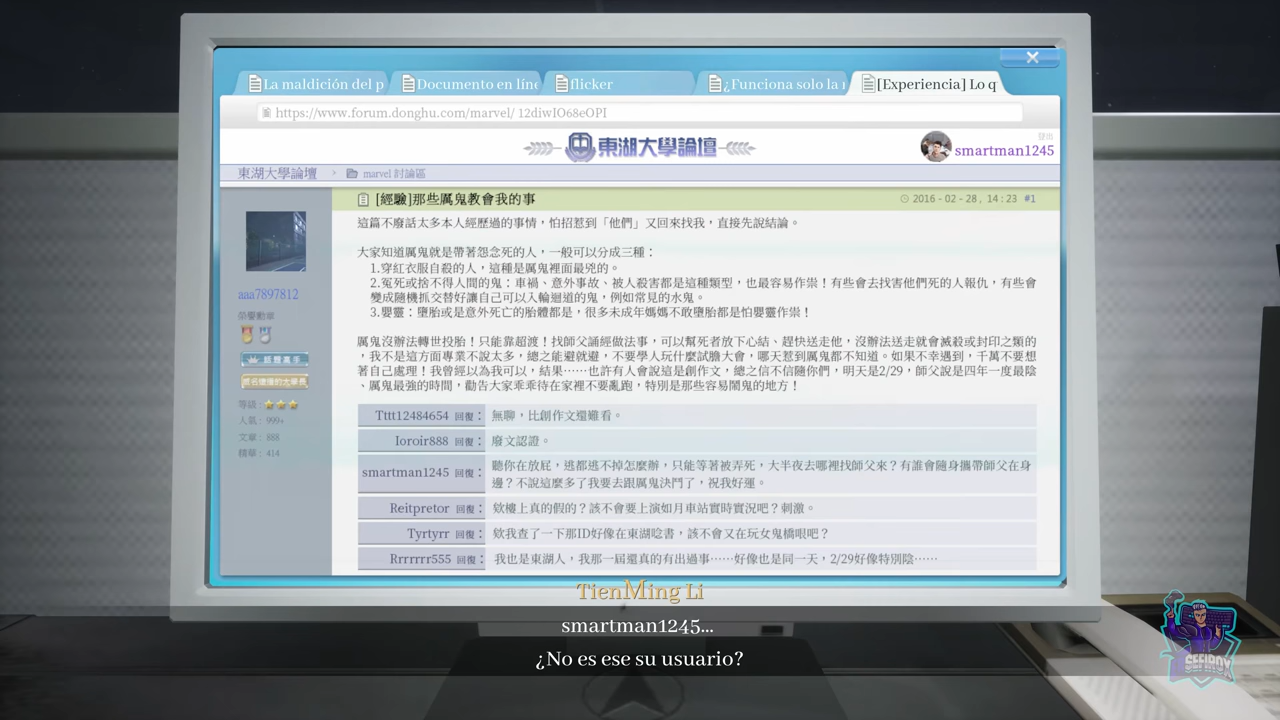 La maldición del p
Documento en líne
flicker
¿Funciona solo la
[Experiencia] Lo q
https://www.forum.donghu.com/marvel/ 12diwIO68eOPI
東湖大學論壇
登出
smartman1245
東湖大學論壇 > marvel 討論區
[經驗]那些厲鬼教會我的事
2016 - 02 - 28 , 14 : 23 #1
aaa7897812
榮譽勳章
話題高手
等級：
人氣：999+
文章：888
精華：414
這篇不廢話太多本人經歷過的事情，怕招惹到「他們」又回來找我，直接先說結論。
大家知道厲鬼就是帶著怨念死的人，一般可以分成三種：
1.穿紅衣服自殺的人，這種是厲鬼裡面最兇的。
2.冤死或捨不得人間的鬼：車禍、意外事故、被人殺害都是這種類型，也最容易作祟！有些會去找害他們死的人報仇，有些會
變成隨機抓交替好讓自己可以入輪迴道的鬼，例如常見的水鬼。
3.嬰靈：墮胎或是意外死亡的胎體都是，很多未成年媽媽不敢墮胎都是怕嬰靈作祟！
厲鬼沒辦法轉世投胎！只能靠超渡！找師父誦經做法事，可以幫死者放下心結、趕快送走他，沒辦法送走就會滅殺或封印之類的
，我不是這方面專業不說太多，總之能避就避，不要學人玩什麼試膽大會，哪天惹到厲鬼都不知道。如果不幸遇到，千萬不要想
著自己處理！我曾經以為我可以，結果⋯⋯也許有人會說這是創作文，總之信不信隨你們，明天是2/29，師父說是四年一度最陰
、厲鬼最強的時間，勸告大家乖乖待在家裡不要亂跑，特別是那些容易鬧鬼的地方！
Tttt12484654 回復： 無聊，比創作文還難看。
Ioroir888 回復： 廢文認證。
smartman1245 回復： 聽你在放屁，逃都逃不掉怎麼辦，只能等著被弄死，大半夜去哪裡找師父來？有誰會隨身攜帶師父在身
邊？不說這麼多了我要去跟厲鬼決鬥了，祝我好運。
Reitpretor 回復： 欸樓上真的假的？該不會要上演如月車站實時實況吧？刺激。
Tyrtyrr 回復： 欸我查了一下那ID好像在東湖唸書，該不會又在玩女鬼橋哏吧？
Rrrrrrr555 回復： 我也是東湖人，我那一屆還真的有出過事⋯⋯好像也是同一天，2/29好像特別陰⋯⋯
TienMing Li
smartman1245...
¿No es ese su usuario?
SEFIROX